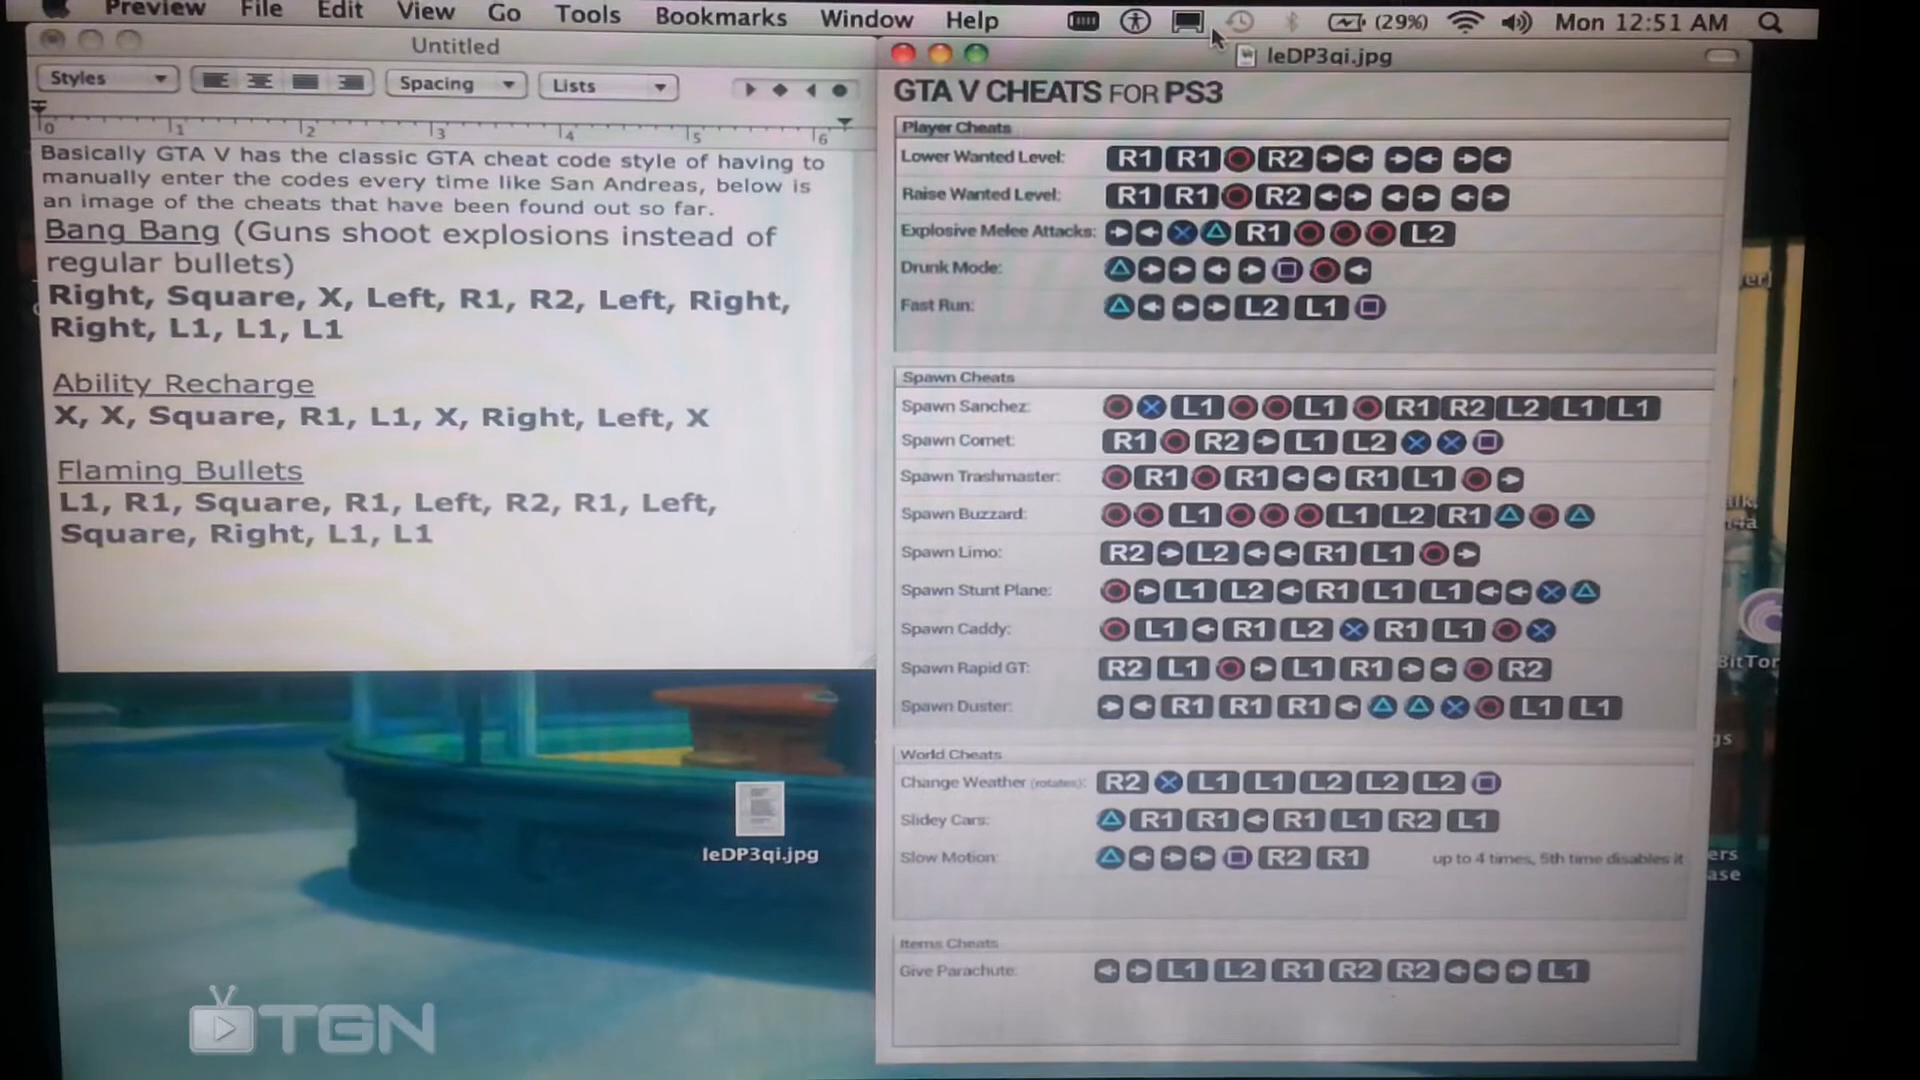 Preview File Edit View Go Tools Bookmarks Window Help (29%) Mon 12:51 AM
Untitled
Styles Spacing Lists
0 1 2 3 4 5 6
Basically GTA V has the classic GTA cheat code style of having to
manually enter the codes every time like San Andreas, below is
an image of the cheats that have been found out so far.
Bang Bang (Guns shoot explosions instead of
regular bullets)
Right, Square, X, Left, R1, R2, Left, Right,
Right, L1, L1, L1
Ability Recharge
X, X, Square, R1, L1, X, Right, Left, X
Flaming Bullets
L1, R1, Square, R1, Left, R2, R1, Left,
Square, Right, L1, L1
leDP3qi.jpg
TGN
leDP3qi.jpg
GTA V CHEATS FOR PS3
Player Cheats
Lower Wanted Level: R1 R1 R2
Raise Wanted Level: R1 R1 R2
Explosive Melee Attacks: R1 L2
Drunk Mode:
Fast Run: L2 L1
Spawn Cheats
Spawn Sanchez: L1 L1 R1 R2 L2 L1 L1
Spawn Comet: R1 R2 L1 L2
Spawn Trashmaster: R1 R1 R1 L1
Spawn Buzzard: L1 L1 L2 R1
Spawn Limo: R2 L2 R1 L1
Spawn Stunt Plane: L1 L2 R1 L1 L1
Spawn Caddy: L1 R1 L2 R1 L1
Spawn Rapid GT: R2 L1 L1 R1 R2
Spawn Duster: R1 R1 R1 L1 L1
World Cheats
Change Weather (rotates): R2 L1 L1 L2 L2 L2
Slidey Cars: R1 R1 R1 L1 R2 L1
Slow Motion: R2 R1 up to 4 times, 5th time disables it
Items Cheats
Give Parachute: L1 L2 R1 R2 R2 L1
BitTor
gs
ers
ase